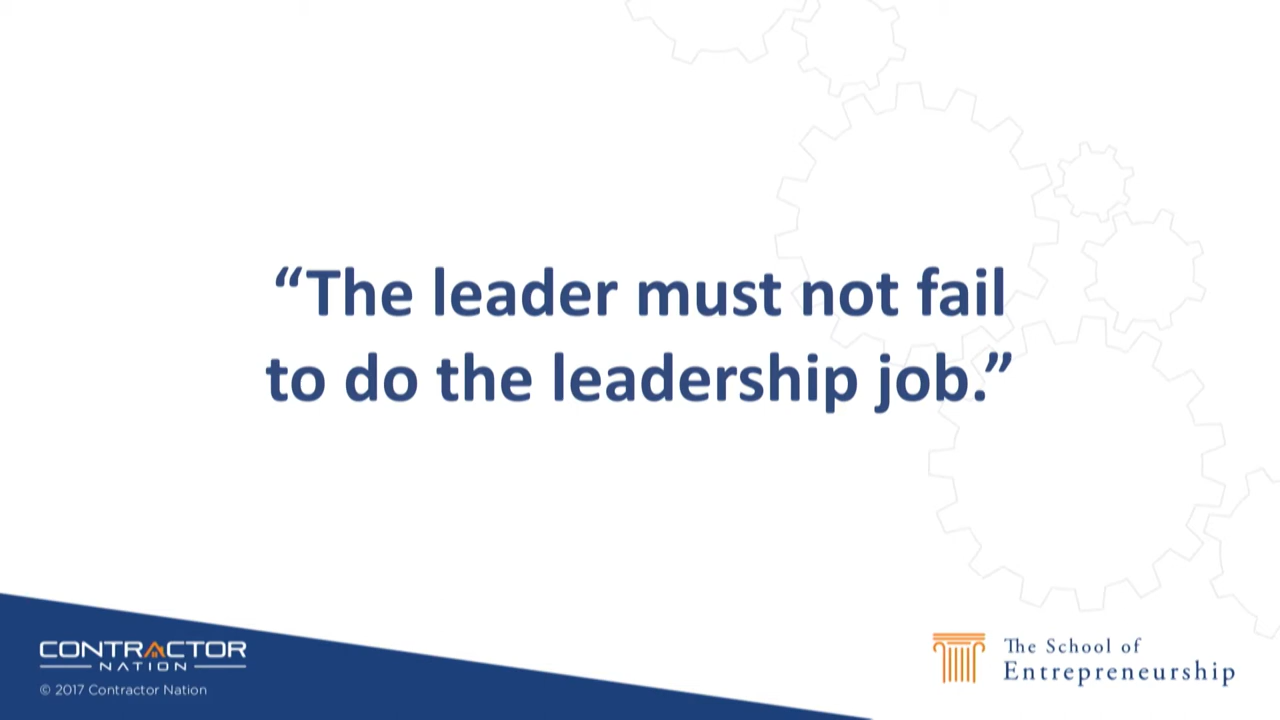 “The leader must not fail
to do the leadership job.”
CONTRACTOR
NATION
© 2017 Contractor Nation
The School of
Entrepreneurship